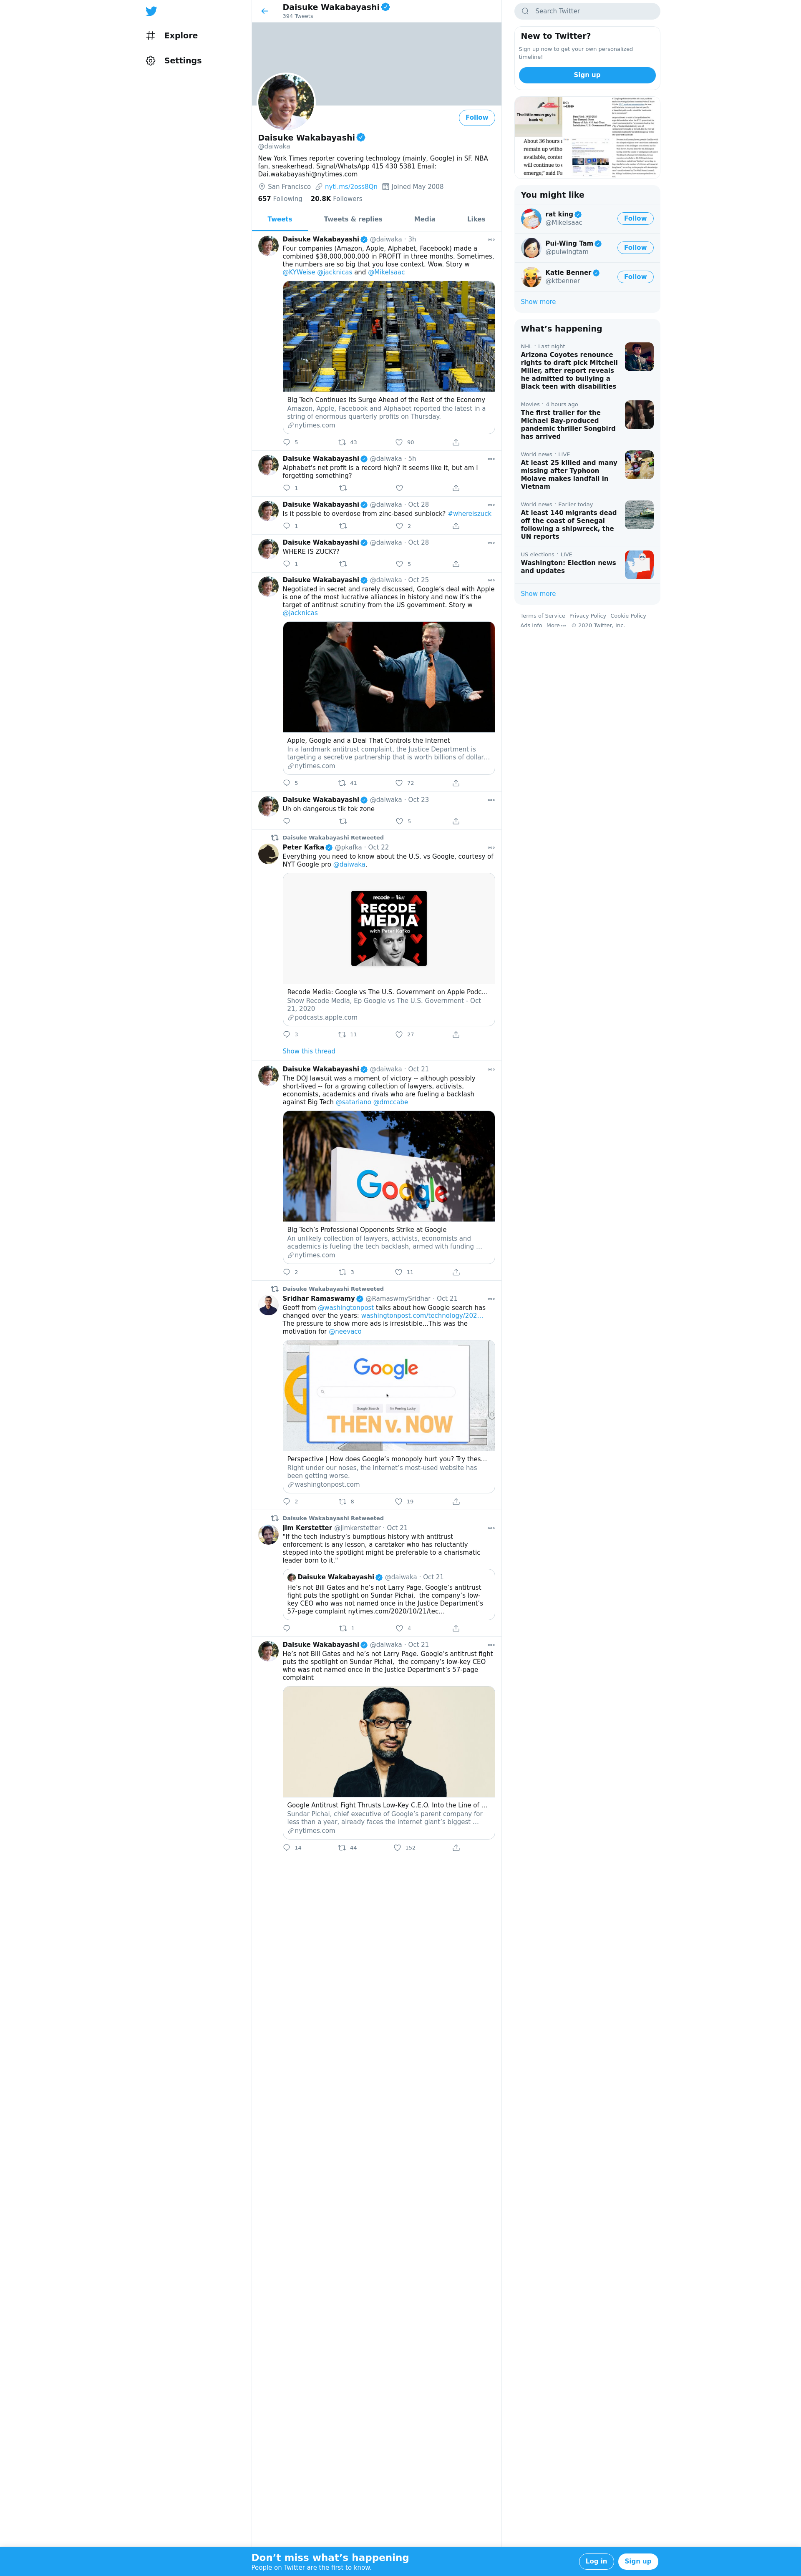 Explore
Settings
Daisuke Wakabayashi
394 Tweets
Follow
Daisuke Wakabayashi
@daiwaka
New York Times reporter covering technology (mainly, Google) in SF. NBA
fan, sneakerhead. Signal/WhatsApp 415 430 5381 Email:
Dai.wakabayashi@nytimes.com
San Francisco nyti.ms/2oss8Qn Joined May 2008
657 Following 20.8K Followers
Tweets Tweets & replies Media Likes
Daisuke Wakabayashi @daiwaka · 3h
Four companies (Amazon, Apple, Alphabet, Facebook) made a
combined $38,000,000,000 in PROFIT in three months. Sometimes,
the numbers are so big that you lose context. Wow. Story w
@KYWeise @jacknicas and @MikeIsaac
Big Tech Continues Its Surge Ahead of the Rest of the Economy
Amazon, Apple, Facebook and Alphabet reported the latest in a
string of enormous quarterly profits on Thursday.
nytimes.com
5 43 90
Daisuke Wakabayashi @daiwaka · 5h
Alphabet's net profit is a record high? It seems like it, but am I
forgetting something?
1
Daisuke Wakabayashi @daiwaka · Oct 28
Is it possible to overdose from zinc-based sunblock? #whereiszuck
1 2
Daisuke Wakabayashi @daiwaka · Oct 28
WHERE IS ZUCK??
1 5
Daisuke Wakabayashi @daiwaka · Oct 25
Negotiated in secret and rarely discussed, Google's deal with Apple
is one of the most lucrative alliances in history and now it's the
target of antitrust scrutiny from the US government. Story w
@jacknicas
Apple, Google and a Deal That Controls the Internet
In a landmark antitrust complaint, the Justice Department is
targeting a secretive partnership that is worth billions of dollar...
nytimes.com
5 41 72
Daisuke Wakabayashi @daiwaka · Oct 23
Uh oh dangerous tik tok zone
5
Daisuke Wakabayashi Retweeted
Peter Kafka @pkafka · Oct 22
Everything you need to know about the U.S. vs Google, courtesy of
NYT Google pro @daiwaka.
recode
RECODE
MEDIA
with Peter Kafka
Recode Media: Google vs The U.S. Government on Apple Podc...
Show Recode Media, Ep Google vs The U.S. Government - Oct
21, 2020
podcasts.apple.com
3 11 27
Show this thread
Daisuke Wakabayashi @daiwaka · Oct 21
The DOJ lawsuit was a moment of victory -- although possibly
short-lived -- for a growing collection of lawyers, activists,
economists, academics and rivals who are fueling a backlash
against Big Tech @satariano @dmccabe
Google
Big Tech's Professional Opponents Strike at Google
An unlikely collection of lawyers, activists, economists and
academics is fueling the tech backlash, armed with funding ...
nytimes.com
2 3 11
Daisuke Wakabayashi Retweeted
Sridhar Ramaswamy @RamaswmySridhar · Oct 21
Geoff from @washingtonpost talks about how Google search has
changed over the years: washingtonpost.com/technology/202...
The pressure to show more ads is irresistible...This was the
motivation for @neevaco
Google
Google Search I'm Feeling Lucky
THEN v. NOW
Perspective | How does Google's monopoly hurt you? Try thes...
Right under our noses, the Internet's most-used website has
been getting worse.
washingtonpost.com
2 8 19
Daisuke Wakabayashi Retweeted
Jim Kerstetter @jimkerstetter · Oct 21
"If the tech industry's bumptious history with antitrust
enforcement is any lesson, a caretaker who has reluctantly
stepped into the spotlight might be preferable to a charismatic
leader born to it."
Daisuke Wakabayashi @daiwaka · Oct 21
He's not Bill Gates and he's not Larry Page. Google's antitrust
fight puts the spotlight on Sundar Pichai, the company's low-
key CEO who was not named once in the Justice Department's
57-page complaint nytimes.com/2020/10/21/tec...
1 4
Daisuke Wakabayashi @daiwaka · Oct 21
He's not Bill Gates and he's not Larry Page. Google's antitrust fight
puts the spotlight on Sundar Pichai, the company's low-key CEO
who was not named once in the Justice Department's 57-page
complaint
Google Antitrust Fight Thrusts Low-Key C.E.O. Into the Line of ...
Sundar Pichai, chief executive of Google's parent company for
less than a year, already faces the internet giant's biggest ...
nytimes.com
14 44 152
Search Twitter
New to Twitter?
Sign up now to get your own personalized
timeline!
Sign up
The little mean guy is
back
About 36 hours
remain up witho
available, conter
will continue to
emerge," said Fa
You might like
rat king
@MikeIsaac
Follow
Pui-Wing Tam
@puiwingtam
Follow
Katie Benner
@ktbenner
Follow
Show more
What's happening
NHL · Last night
Arizona Coyotes renounce
rights to draft pick Mitchell
Miller, after report reveals
he admitted to bullying a
Black teen with disabilities
Movies · 4 hours ago
The first trailer for the
Michael Bay-produced
pandemic thriller Songbird
has arrived
World news · LIVE
At least 25 killed and many
missing after Typhoon
Molave makes landfall in
Vietnam
World news · Earlier today
At least 140 migrants dead
off the coast of Senegal
following a shipwreck, the
UN reports
US elections · LIVE
Washington: Election news
and updates
Show more
Terms of Service Privacy Policy Cookie Policy
Ads info More © 2020 Twitter, Inc.
Don't miss what's happening
People on Twitter are the first to know.
Log in Sign up